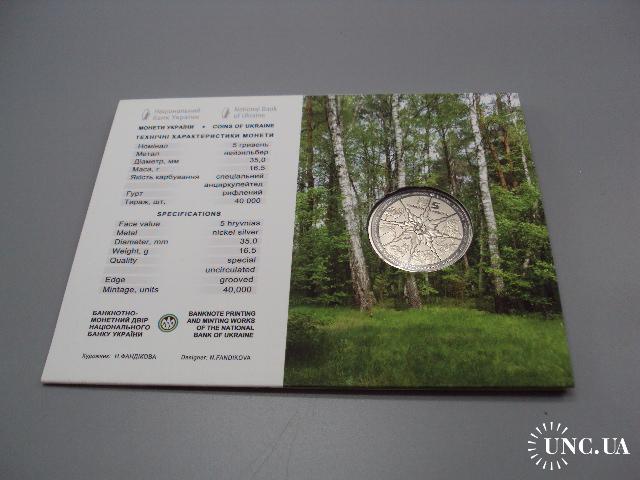 Національний
Банк України
National Bank
of Ukraine
МОНЕТИ УКРАЇНИ • COINS OF UKRAINE
ТЕХНІЧНІ ХАРАКТЕРИСТИКИ МОНЕТИ
Номінал 5 гривень
Метал нейзильбер
Діаметр, мм 35,0
Маса, г 16.5
Якість карбування спеціальний
анциркулейтед
Гурт рифлений
Тираж, шт. 40 000
SPECIFICATIONS
Face value 5 hryvnias
Metal nickel silver
Diameter, mm 35.0
Weight, g 16.5
Quality special
uncirculated
Edge grooved
Mintage, units 40,000
БАНКНОТНО-
МОНЕТНИЙ ДВІР
НАЦІОНАЛЬНОГО
БАНКУ УКРАЇНИ
BANKNOTE PRINTING
AND MINTING WORKS
OF THE NATIONAL
BANK OF UKRAINE
Художник: Н.ФАНДІКОВА Designer: N.FANDIKOVA
5
UNC.UA